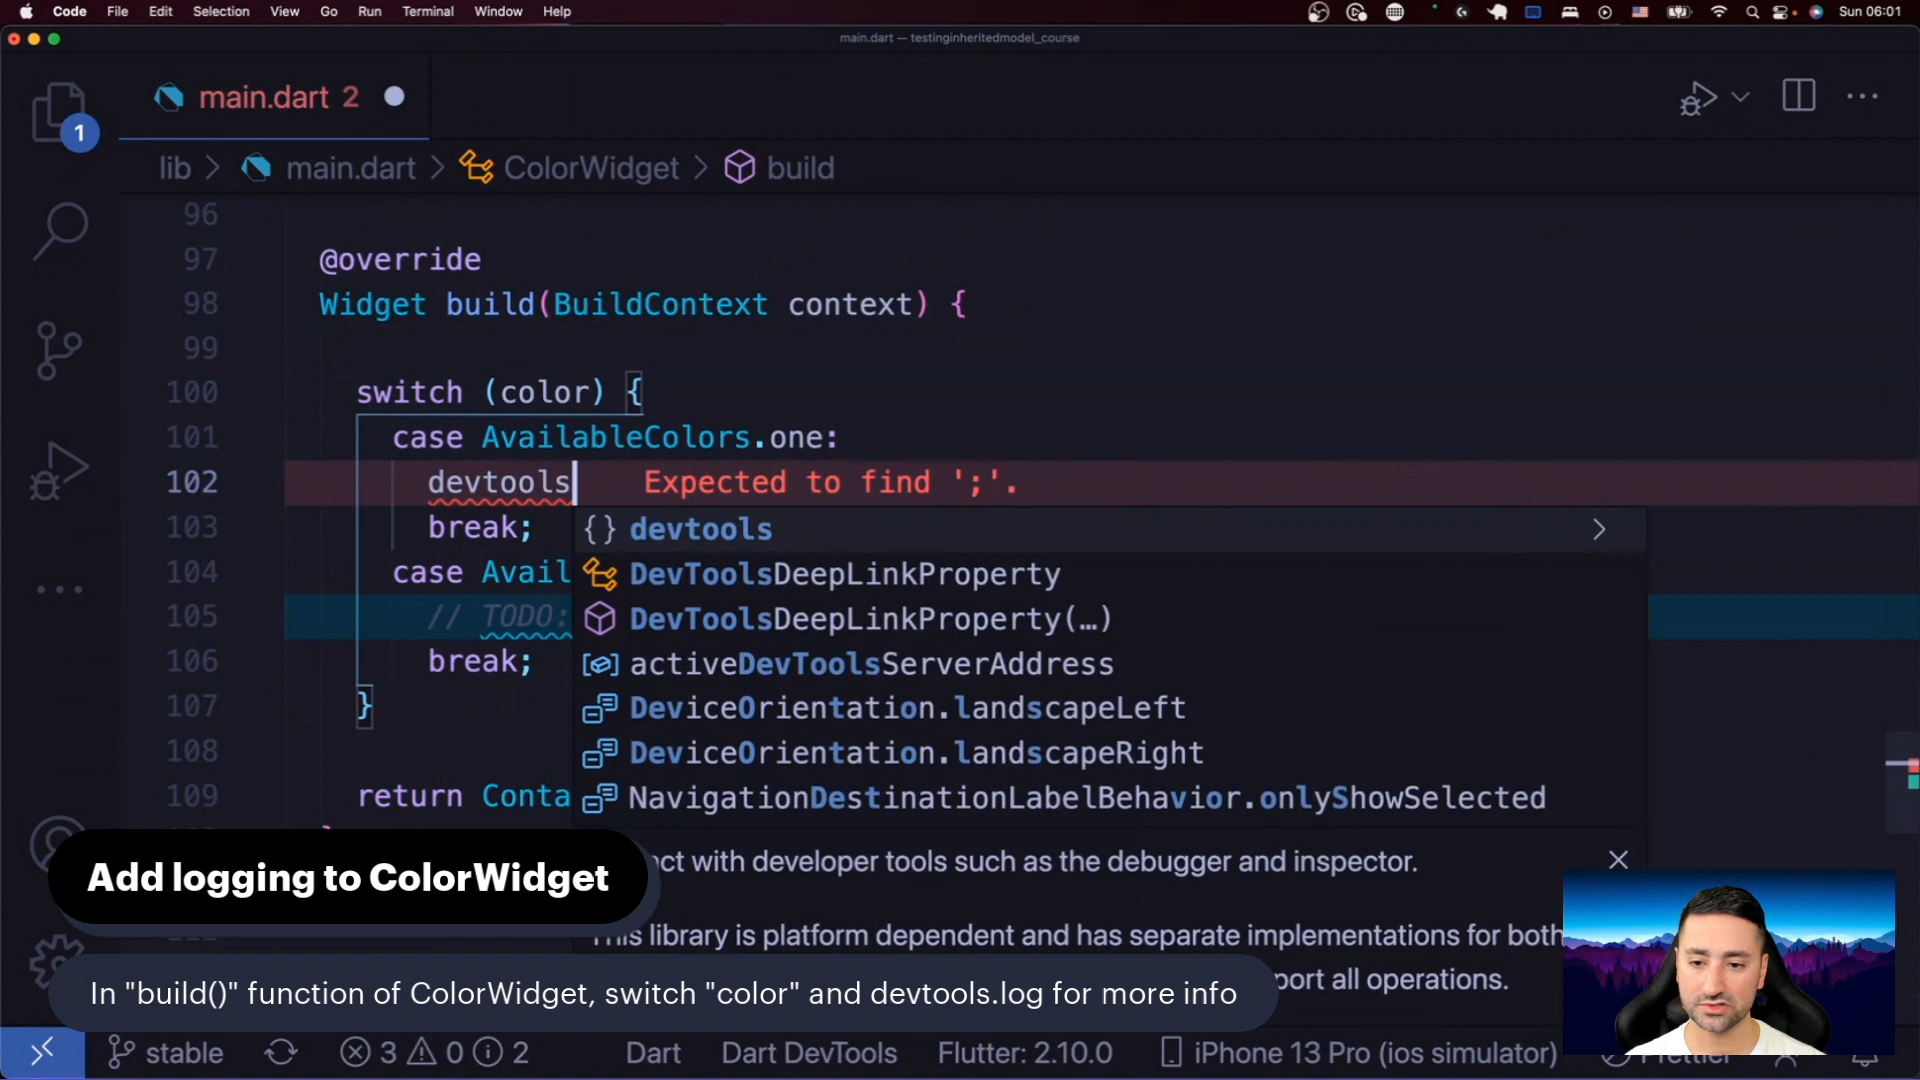 Code File Edit Selection View Go Run Terminal Window Help Sun 06:01
main.dart — testinginheritedmodel_course
main.dart 2
1
lib > main.dart > ColorWidget > build
96
97 @override
98 Widget build(BuildContext context) {
99
100 switch (color) {
101 case AvailableColors.one:
102 devtools Expected to find ';'.
103 break;
{} devtools
104 case Avail
DevToolsDeepLinkProperty
105 // TODO:
DevToolsDeepLinkProperty(…)
106 break;
activeDevToolsServerAddress
107 }
DeviceOrientation.landscapeLeft
108
DeviceOrientation.landscapeRight
109 return Conta
NavigationDestinationLabelBehavior.onlyShowSelected
Add logging to ColorWidget
with developer tools such as the debugger and inspector.
This library is platform dependent and has separate implementations for both
In "build()" function of ColorWidget, switch "color" and devtools.log for more info
all operations.
stable 3 0 2 Dart Dart DevTools Flutter: 2.10.0 iPhone 13 Pro (ios simulator)